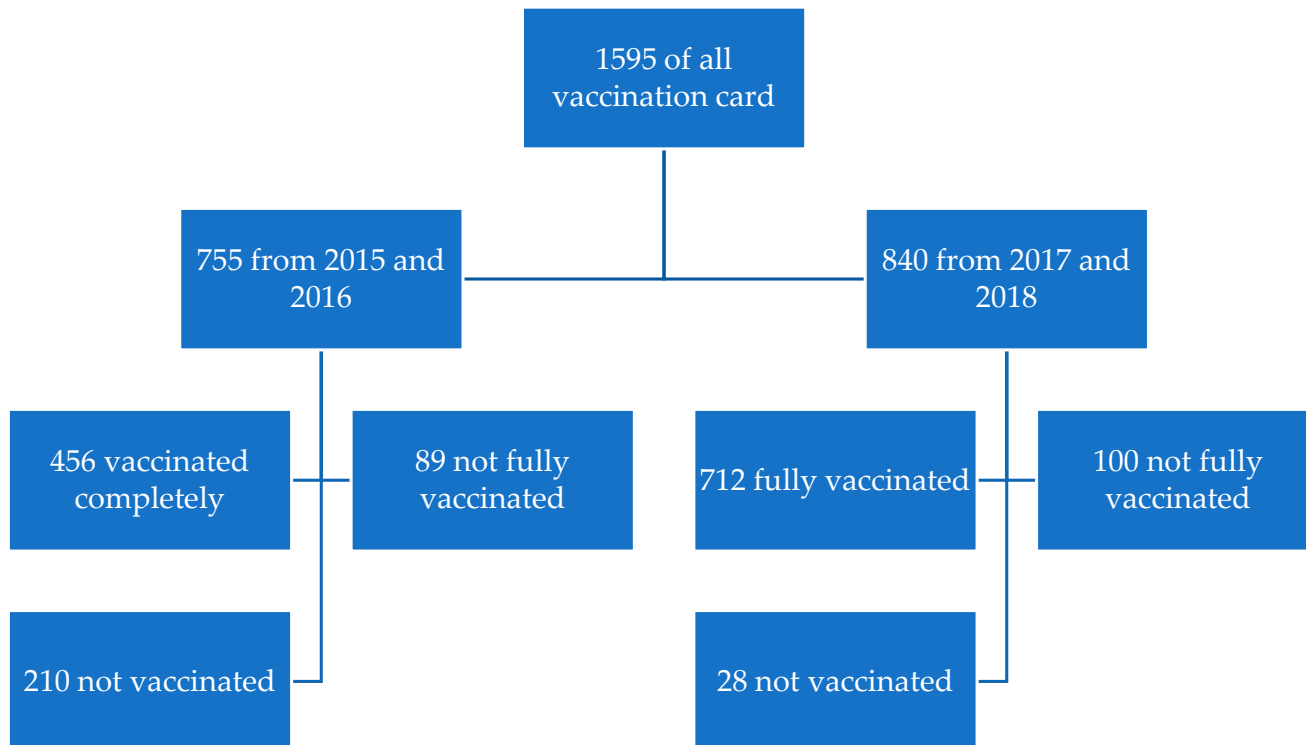 1595 of all
vaccination card
755 from 2015 and
2016
840 from 2017 and
2018
456 vaccinated
completely
89 not fully
vaccinated
712 fully vaccinated
100 not fully
vaccinated
210 not vaccinated
28 not vaccinated